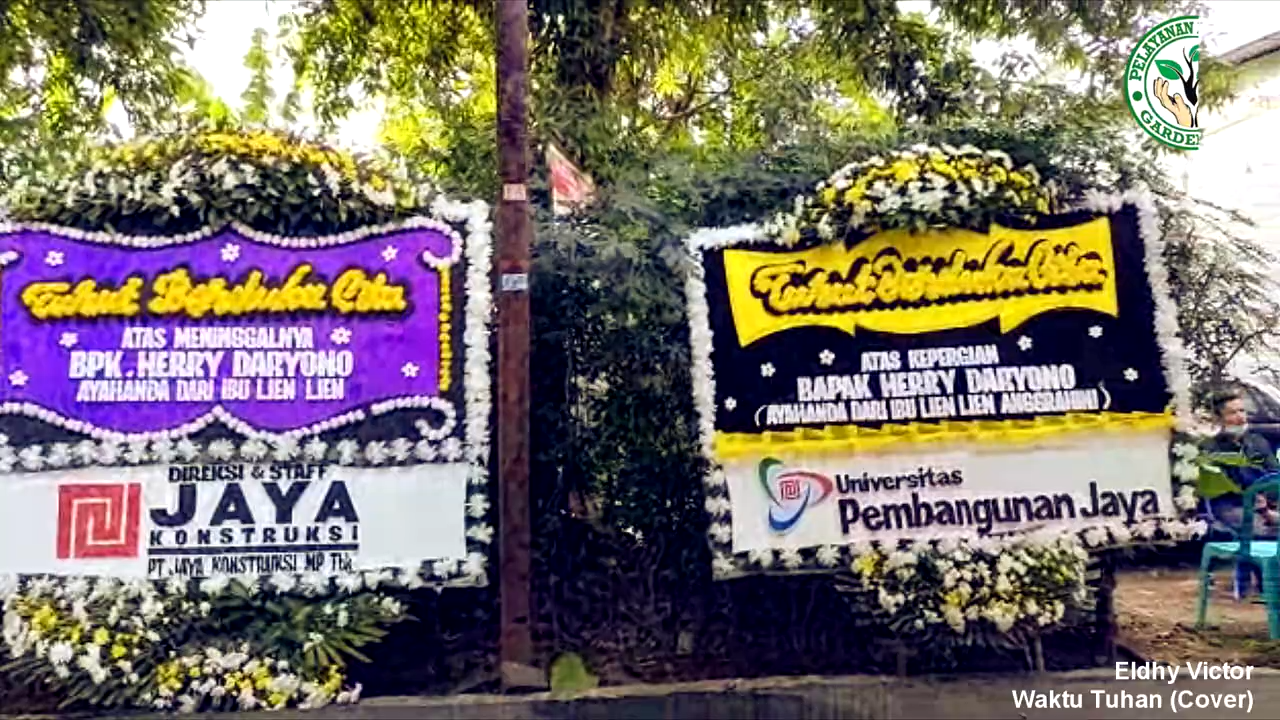 PELAYANAN
GARDEN
Turut Berduka Cita
ATAS MENINGGALNYA
BPK. HERRY DARYONO
AYAHANDA DARI IBU LIEN LIEN
DIREKSI & STAFF
JAYA
KONSTRUKSI
PT. JAYA KONSTRUKSI MP Tbk
Turut Berduka Cita
ATAS KEPERGIAN
BAPAK HERRY DARYONO
( AYAHANDA DARI IBU LIEN LIEN ANGGRAHINI )
Universitas
Pembangunan Jaya
Eldhy Victor
Waktu Tuhan (Cover)